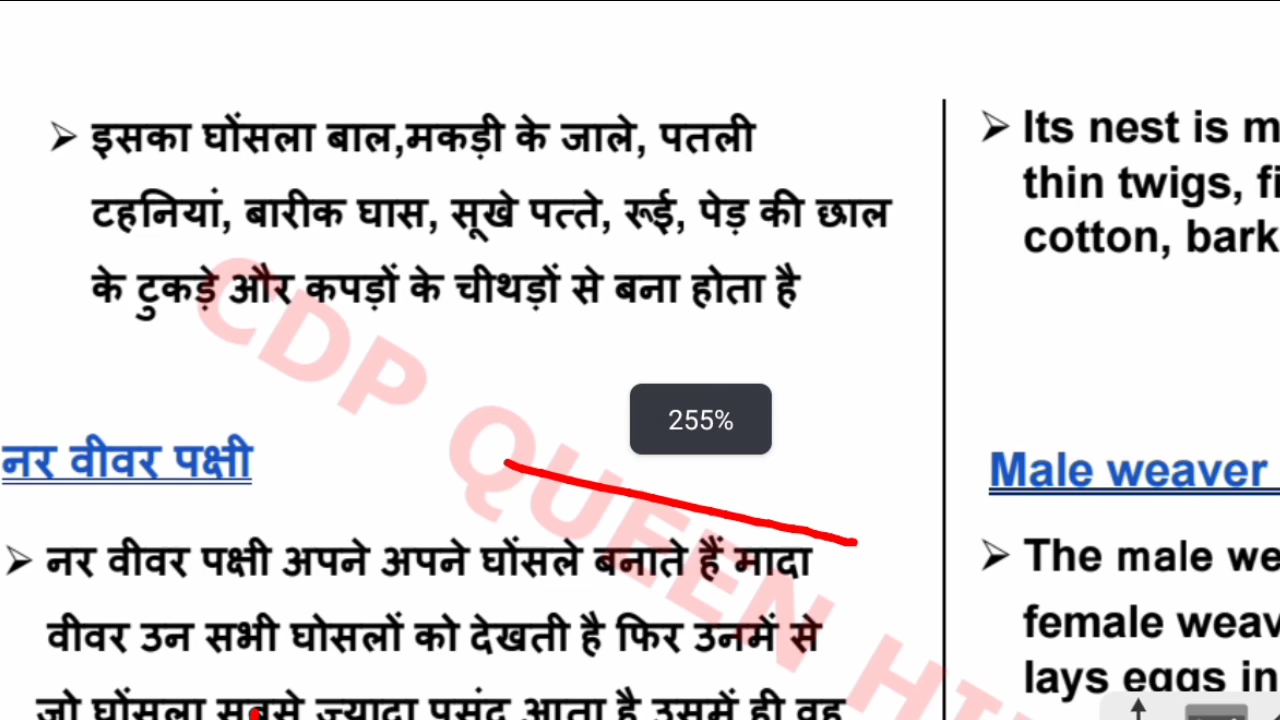 ➢ इसका घोंसला बाल,मकड़ी के जाले, पतली
टहनियां, बारीक घास, सूखे पत्ते, रूई, पेड़ की छाल
के टुकड़े और कपड़ों के चीथड़ों से बना होता है
नर वीवर पक्षी
➢ नर वीवर पक्षी अपने अपने घोंसले बनाते हैं मादा
वीवर उन सभी घोसलों को देखती है फिर उनमें से
जो घोंसला सबसे ज्यादा पसंद आता है उसमें ही वह
➢ Its nest is m
thin twigs, fi
cotton, bark
Male weaver
➢ The male we
female weav
lays eggs in
255%
CDP QUEEN HI